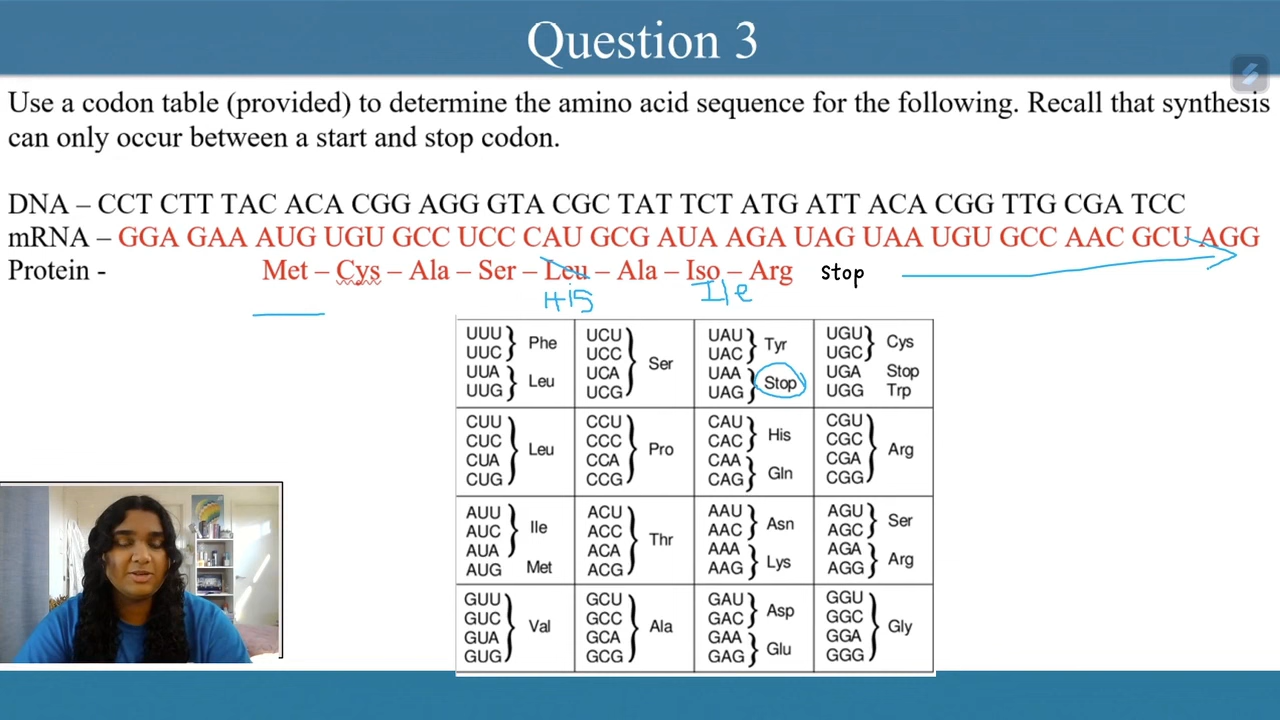 Question 3
Use a codon table (provided) to determine the amino acid sequence for the following. Recall that synthesis
can only occur between a start and stop codon.
DNA – CCT CTT TAC ACA CGG AGG GTA CGC TAT TCT ATG ATT ACA CGG TTG CGA TCC
mRNA – GGA GAA AUG UGU GCC UCC CAU GCG AUA AGA UAG UAA UGU GCC AAC GCU AGG
Protein - Met – Cys – Ala – Ser – Leu – Ala – Iso – Arg stop
His Ile
UUU UCU UAU UGU
UUC Phe UCC UAC Tyr UGC Cys
UUA UCA Ser UAA UGA Stop
UUG Leu UCG UAG Stop UGG Trp
CUU CCU CAU CGU
CUC CCC CAC His CGC
CUA Leu CCA Pro CAA CGA Arg
CUG CCG CAG Gln CGG
AUU ACU AAU AGU
AUC Ile ACC AAC Asn AGC Ser
AUA ACA Thr AAA AGA
AUG Met ACG AAG Lys AGG Arg
GUU GCU GAU GGU
GUC GCC GAC Asp GGC
GUA Val GCA Ala GAA GGA Gly
GUG GCG GAG Glu GGG